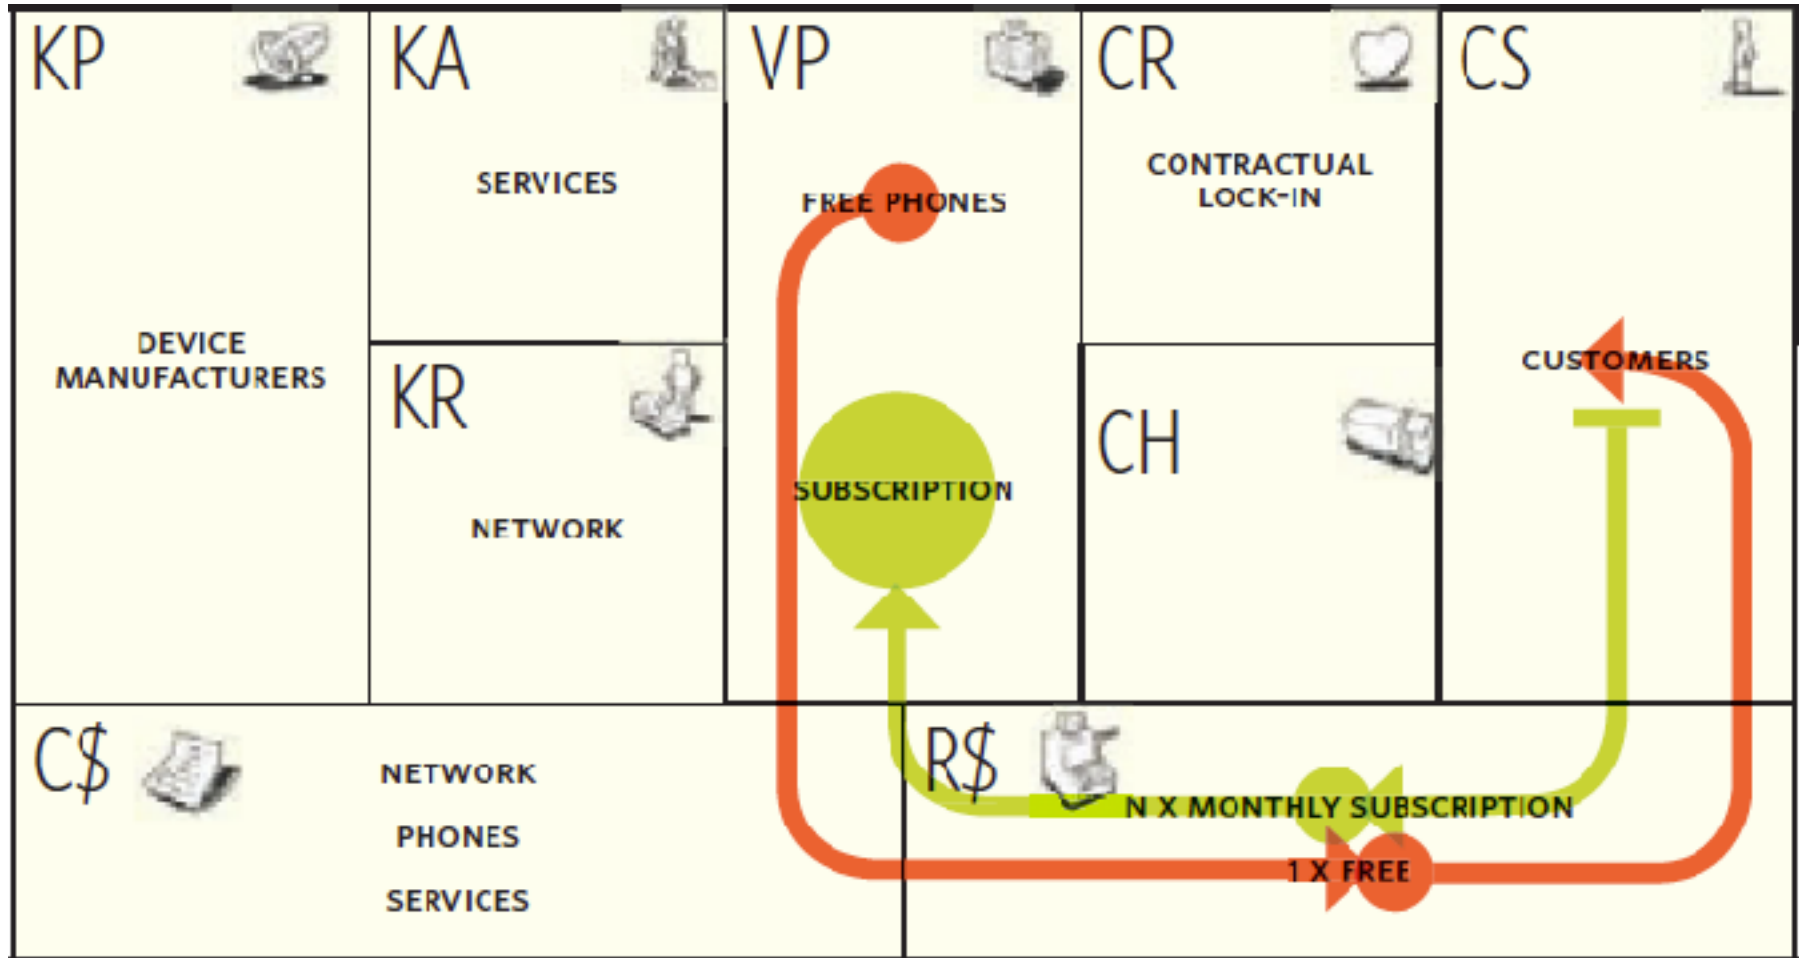 KP
DEVICE
MANUFACTURERS
KA
SERVICES
KR
NETWORK
VP
FREE PHONES
SUBSCRIPTION
CR
CONTRACTUAL
LOCK-IN
CH
CS
CUSTOMERS
C$
NETWORK
PHONES
SERVICES
R$
N X MONTHLY SUBSCRIPTION
1 X FREE